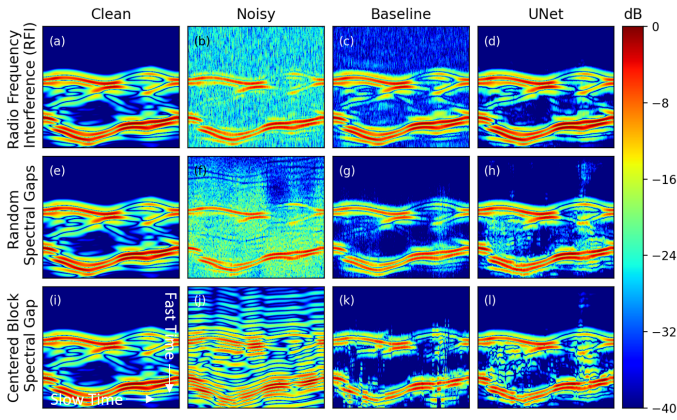 Clean Noisy Baseline UNet dB
Radio Frequency
Interference (RFI)
(a) (b) (c) (d)
0
−8
Random
Spectral Gaps
(e) (f) (g) (h)
−16
−24
Centered Block
Spectral Gap
(i) (j) (k) (l)
Fast Time
Slow Time
−32
−40